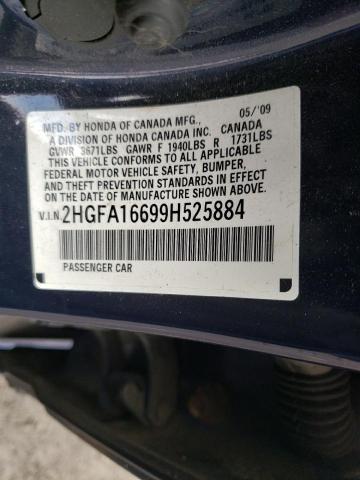 MFD. BY HONDA OF CANADA MFG., 05/'09
A DIVISION OF HONDA CANADA INC. CANADA
GVWR 3671LBS GAWR F 1940LBS R 1731LBS
THIS VEHICLE CONFORMS TO ALL APPLICABLE
FEDERAL MOTOR VEHICLE SAFETY, BUMPER,
AND THEFT PREVENTION STANDARDS IN EFFECT
ON THE DATE OF MANUFACTURE SHOWN ABOVE.
V.I.N. 2HGFA16699H525884
PASSENGER CAR